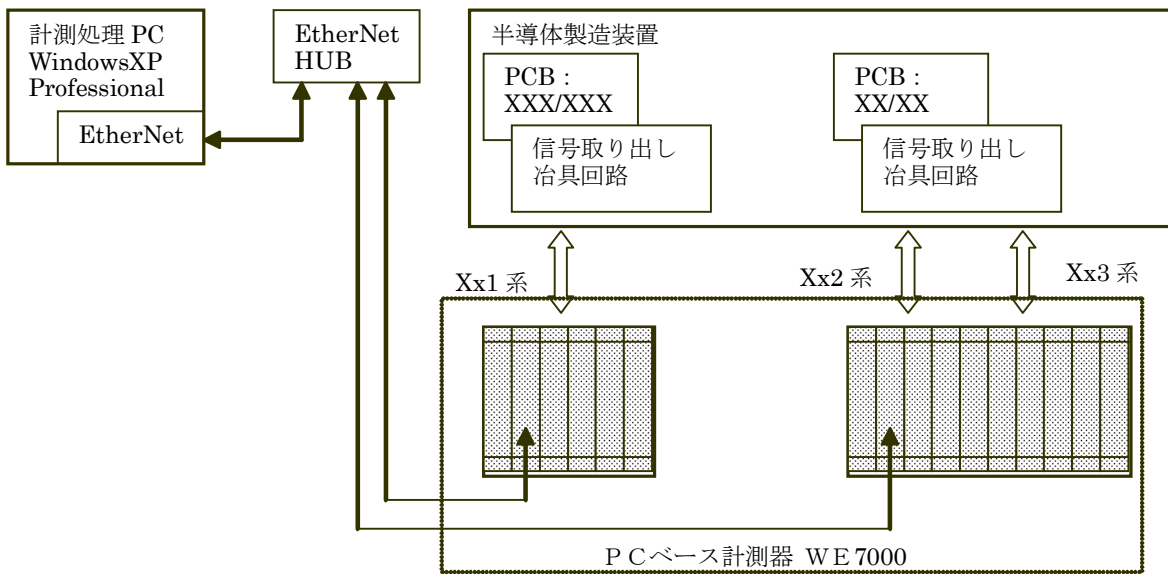 計測処理 PC
WindowsXP
Professional
EtherNet
EtherNet
HUB
半導体製造装置
PCB：
XXX/XXX
信号取り出し
冶具回路
PCB：
XX/XX
信号取り出し
冶具回路
Xx1 系
Xx2 系
Xx3 系
ＰＣベース計測器 ＷＥ7000